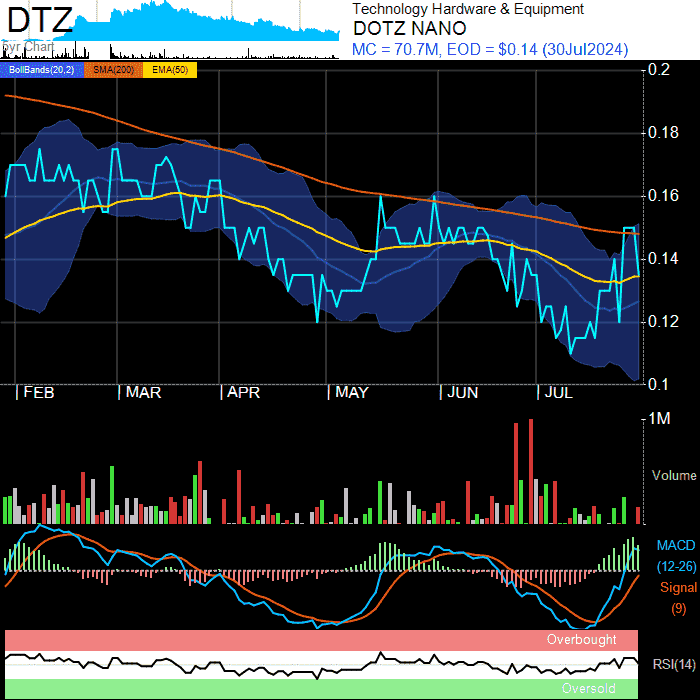 DTZ
Technology Hardware & Equipment
DOTZ NANO
MC = 70.7M, EOD = $0.14 (30Jul2024)
5yr Chart
BollBands(20,2) SMA(200) EMA(50)
0.2
0.18
0.16
0.14
0.12
0.1
FEB MAR APR MAY JUN JUL
1M
Volume
MACD
(12-26)
Signal
(9)
Overbought
RSI(14)
Oversold